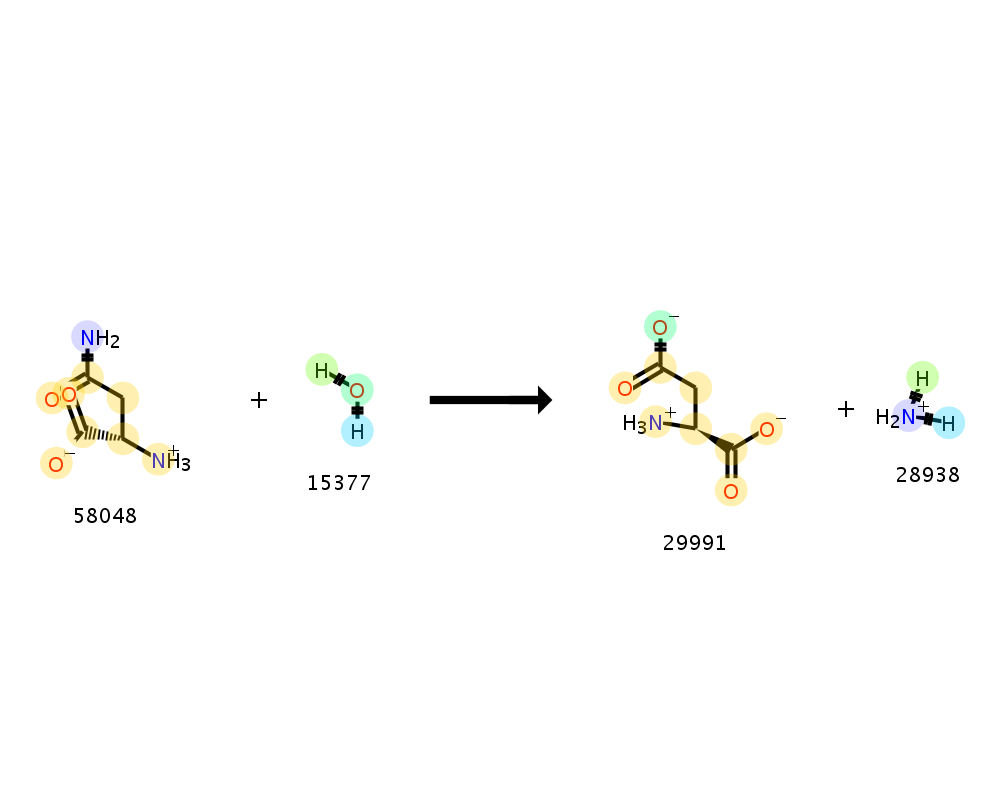 NH2
O
O
O−
NH3+
58048
+
H
O
H
15377
O−
O
H3N+
O−
O
29991
+
H
H2N+
H
28938